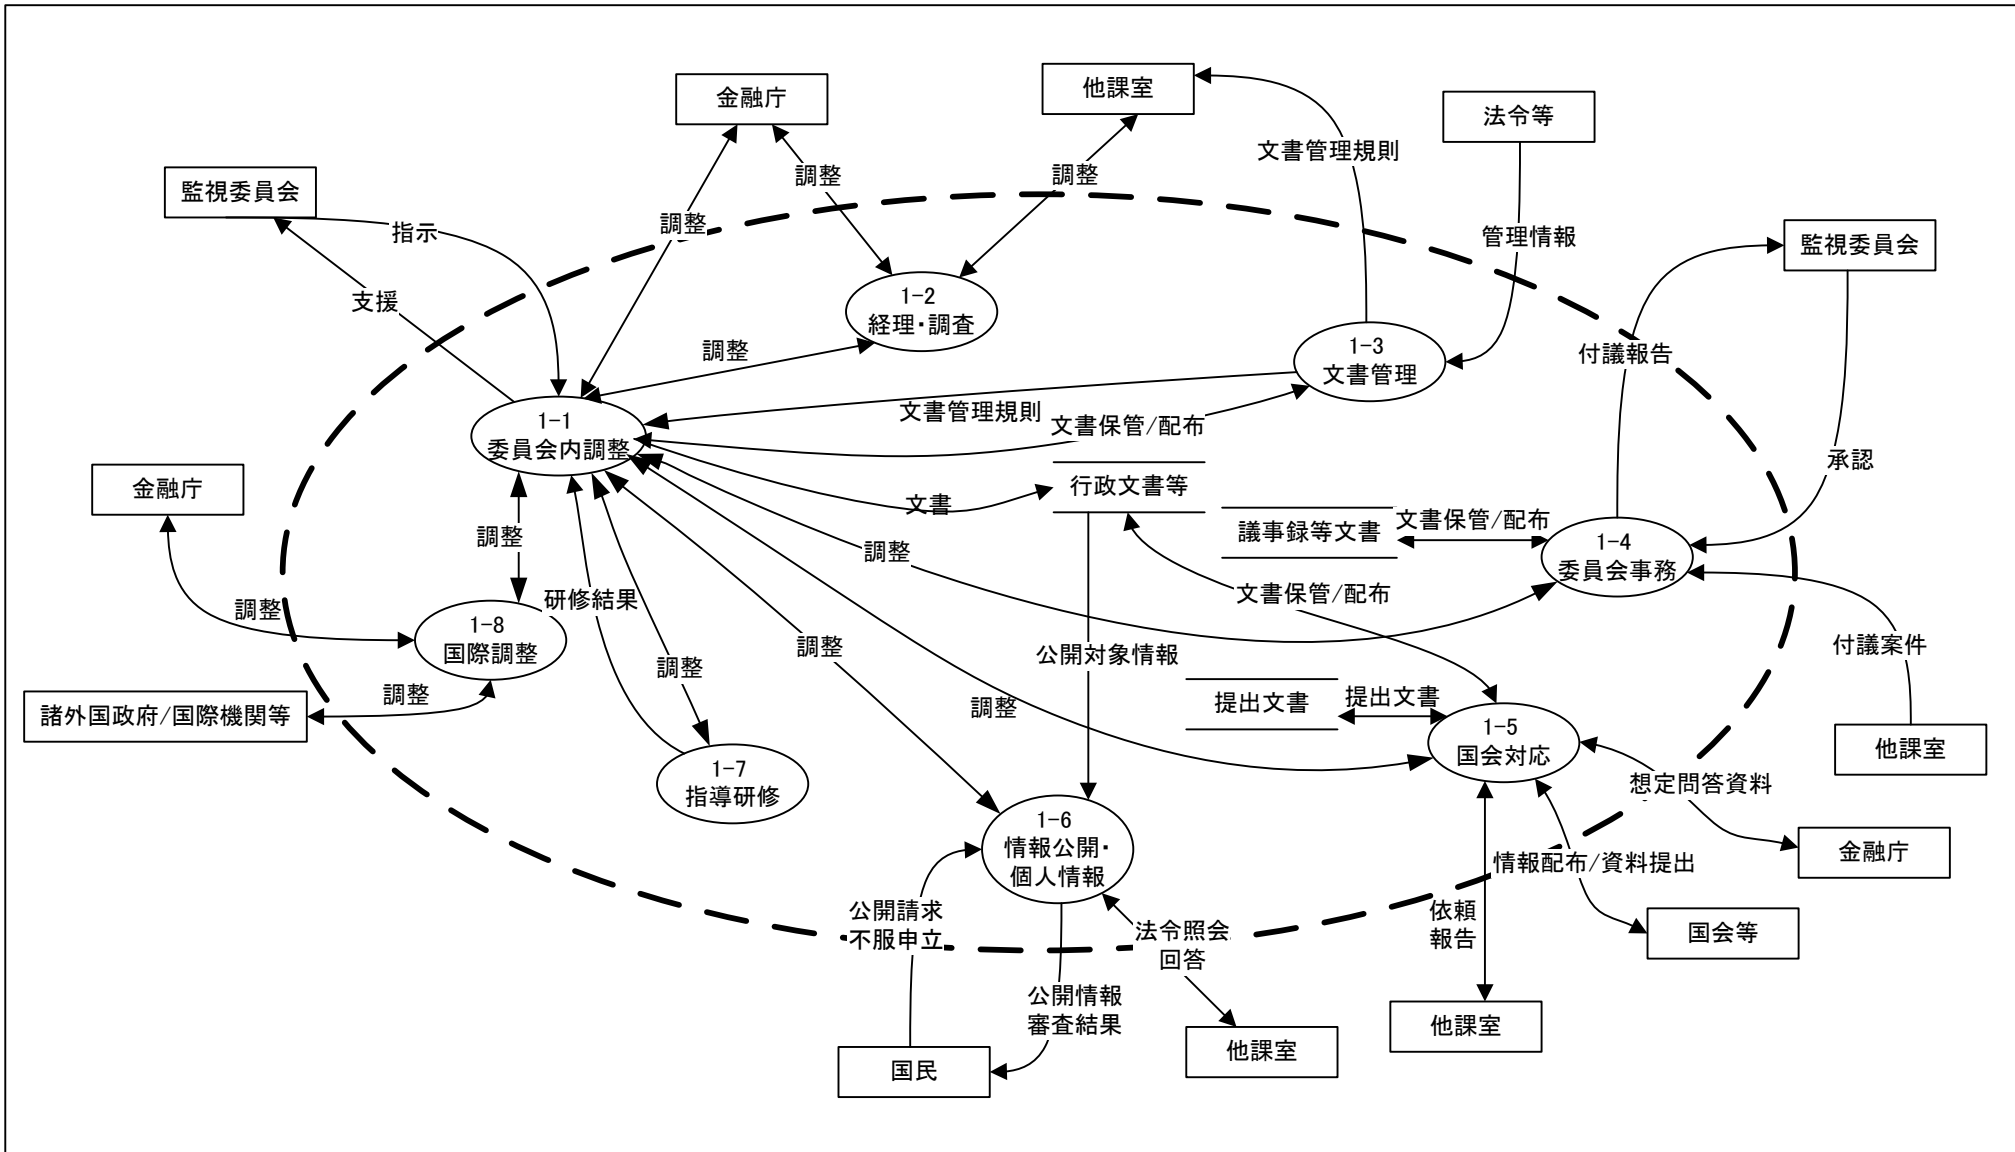 金融庁
他課室
法令等
文書管理規則
調整
調整
監視委員会
指示
調整
管理情報
監視委員会
支援
1-2
経理・調査
調整
1-3
文書管理
付議報告
文書管理規則
文書保管/配布
1-1
委員会内調整
承認
金融庁
行政文書等
文書
議事録等文書
文書保管/配布
調整
調整
1-4
委員会事務
文書保管/配布
研修結果
調整
1-8
国際調整
調整
調整
公開対象情報
付議案件
調整
諸外国政府/国際機関等
調整
提出文書
提出文書
1-5
国会対応
他課室
1-7
指導研修
想定問答資料
1-6
情報公開・
個人情報
金融庁
情報配布/資料提出
公開請求
不服申立
依頼
報告
法令照会
回答
国会等
公開情報
審査結果
他課室
他課室
国民